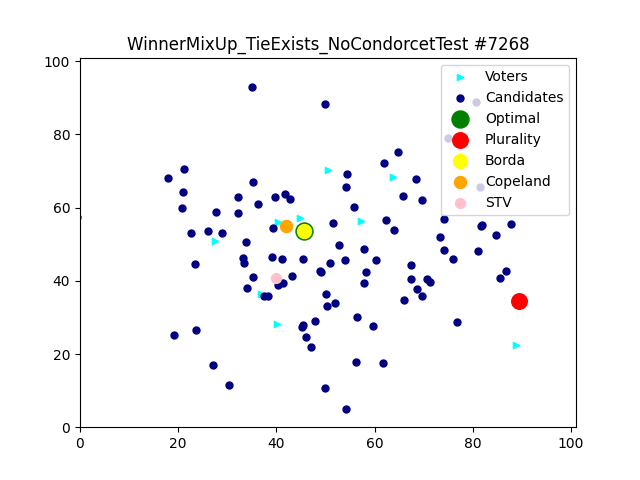 WinnerMixUp_TieExists_NoCondorcetTest #7268
100
80
60
40
20
0
0
20
40
60
80
100
Voters
Candidates
Optimal
Plurality
Borda
Copeland
STV